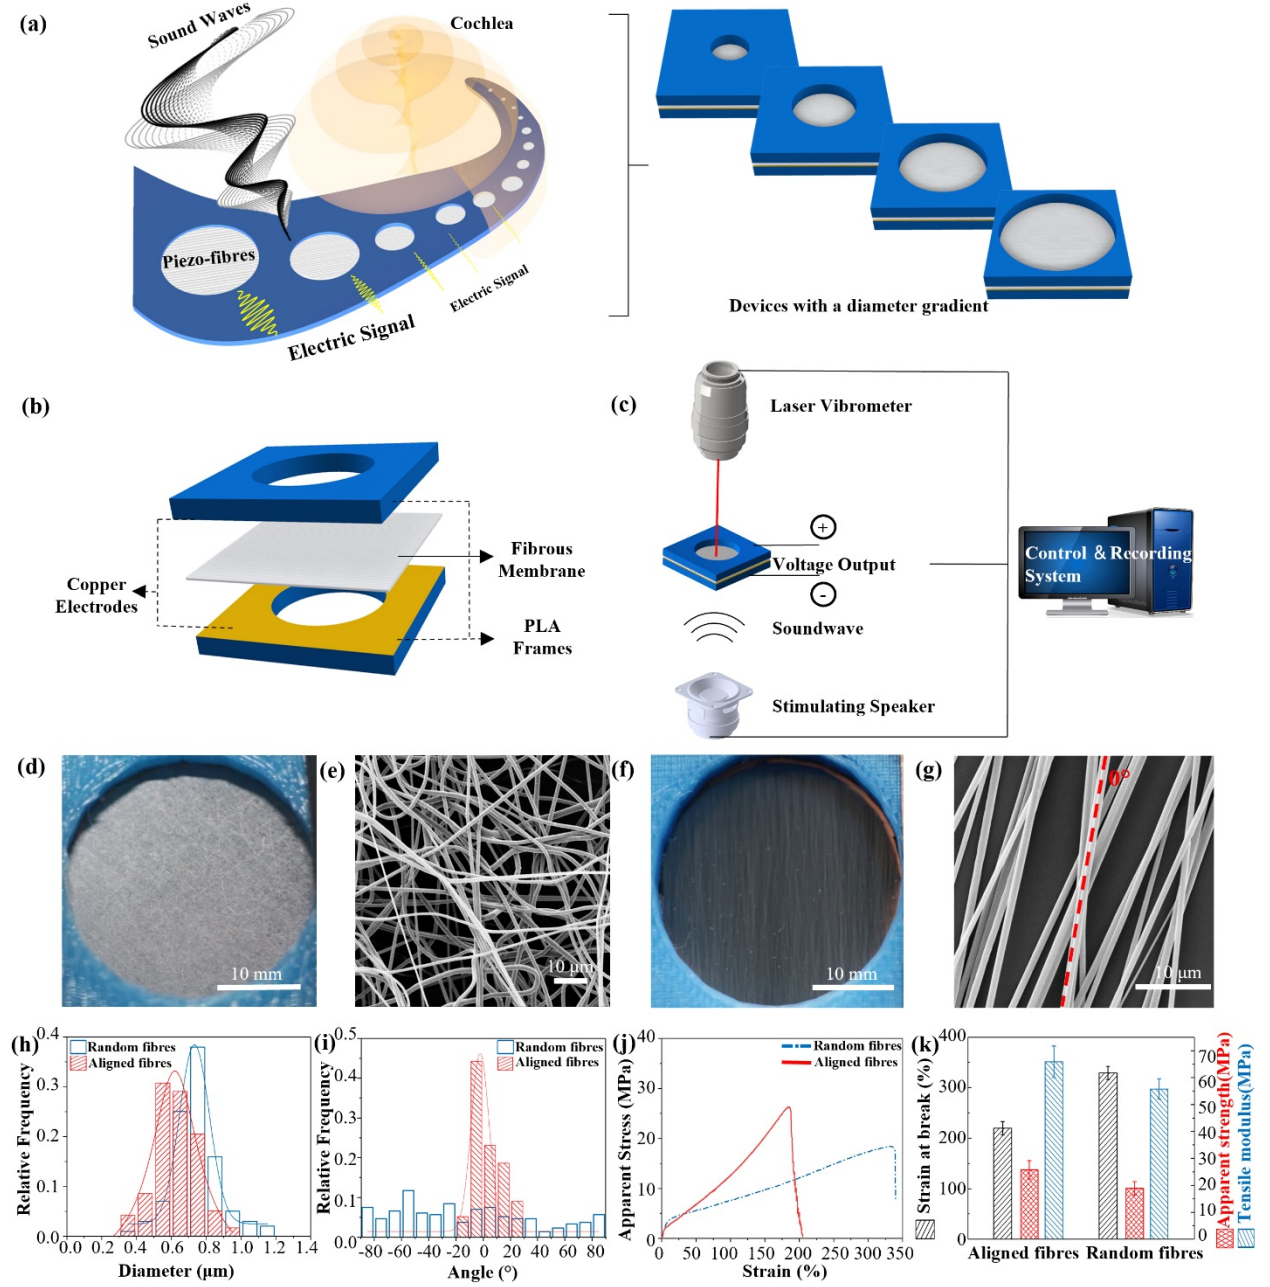 (a)
Sound Waves
Cochlea
Piezo-fibres
Electric Signal
Electric Signal
Devices with a diameter gradient
(b)
Copper
Electrodes
Fibrous
Membrane
PLA
Frames
(c)
Laser Vibrometer
+
Voltage Output
-
Soundwave
Stimulating Speaker
Control & Recording
System
(d)
10 mm
(e)
10 μm
(f)
10 mm
(g)
0°
10 μm
(h)
Random fibres
Aligned fibres
Relative Frequency
0.4
0.3
0.2
0.1
0.0
0.0 0.2 0.4 0.6 0.8 1.0 1.2 1.4
Diameter (μm)
(i)
Random fibres
Aligned fibres
Relative Frequency
0.5
0.4
0.3
0.2
0.1
0.0
-80 -60 -40 -20 0 20 40 60 80
Angle (°)
(j)
Random fibres
Aligned fibres
Apparent Stress (MPa)
40
30
20
10
0
0 50 100 150 200 250 300 350
Strain (%)
(k)
Strain at break (%)
400
300
200
100
0
Aligned fibres Random fibres
70
60
50
40
30
20
10
0
Apparent strength(MPa)
Tensile modulus(MPa)